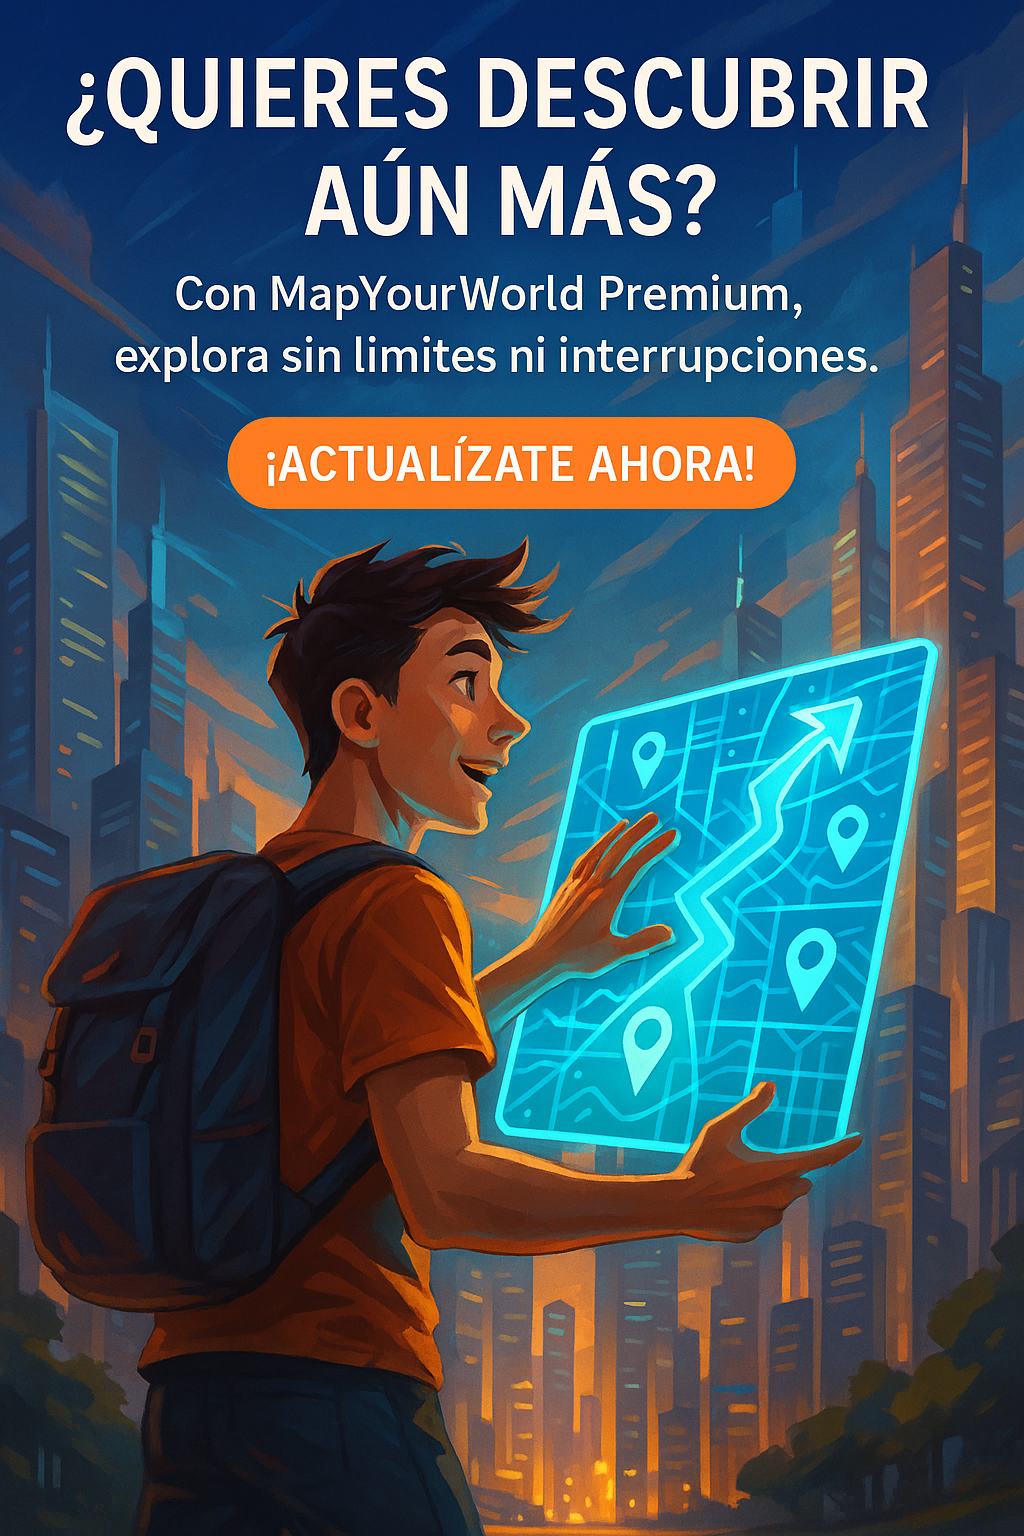 ¿QUIERES DESCUBRIR
AÚN MÁS?
Con MapYourWorld Premium,
explora sin limites ni interrupciones.
¡ACTUALÍZATE AHORA!